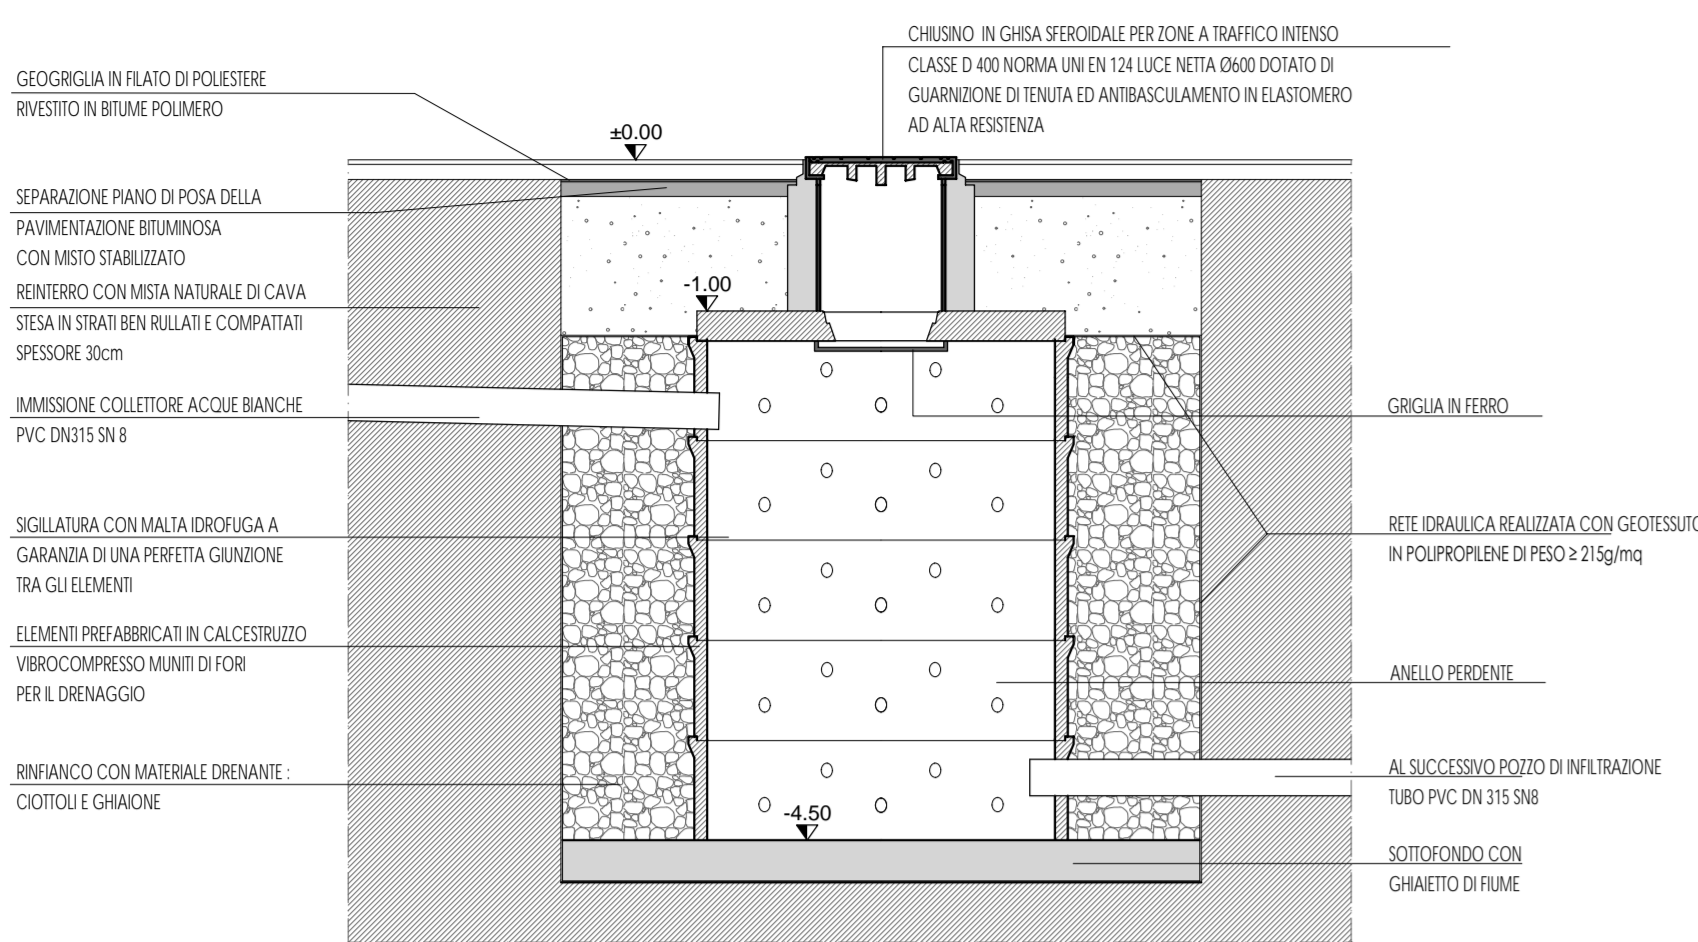 CHIUSINO IN GHISA SFEROIDALE PER ZONE A TRAFFICO INTENSO
CLASSE D 400 NORMA UNI EN 124 LUCE NETTA Ø600 DOTATO DI
GUARNIZIONE DI TENUTA ED ANTIBASCULAMENTO IN ELASTOMERO
AD ALTA RESISTENZA
GEOGRIGLIA IN FILATO DI POLIESTERE
RIVESTITO IN BITUME POLIMERO
±0.00
SEPARAZIONE PIANO DI POSA DELLA
PAVIMENTAZIONE BITUMINOSA
CON MISTO STABILIZZATO
-1.00
REINTERRO CON MISTA NATURALE DI CAVA
STESA IN STRATI BEN RULLATI E COMPATTATI
SPESSORE 30cm
IMMISSIONE COLLETTORE ACQUE BIANCHE
PVC DN315 SN 8
SIGILLATURA CON MALTA IDROFUGA A
GARANZIA DI UNA PERFETTA GIUNZIONE
TRA GLI ELEMENTI
ELEMENTI PREFABBRICATI IN CALCESTRUZZO
VIBROCOMPRESSO MUNITI DI FORI
PER IL DRENAGGIO
RINFIANCO CON MATERIALE DRENANTE :
CIOTTOLI E GHIAIONE
-4.50
GRIGLIA IN FERRO
RETE IDRAULICA REALIZZATA CON GEOTESSUTO
IN POLIPROPILENE DI PESO ≥ 215g/mq
ANELLO PERDENTE
AL SUCCESSIVO POZZO DI INFILTRAZIONE
TUBO PVC DN 315 SN8
SOTTOFONDO CON
GHIAIETTO DI FIUME